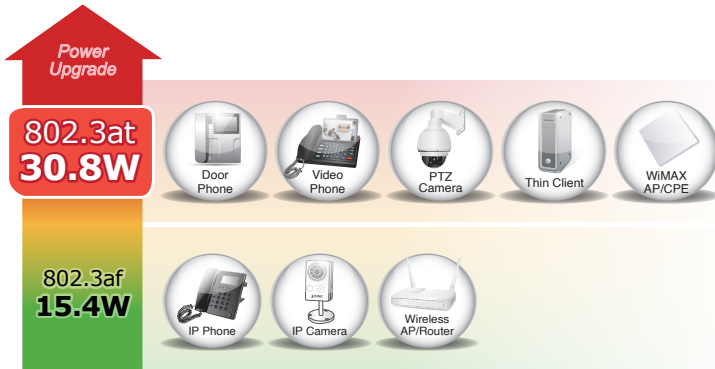 Power
Upgrade
802.3at
30.8W
Door
Phone
Video
Phone
PTZ
Camera
Thin Client
WiMAX
AP/CPE
802.3af
15.4W
IP Phone
IP Camera
Wireless
AP/Router